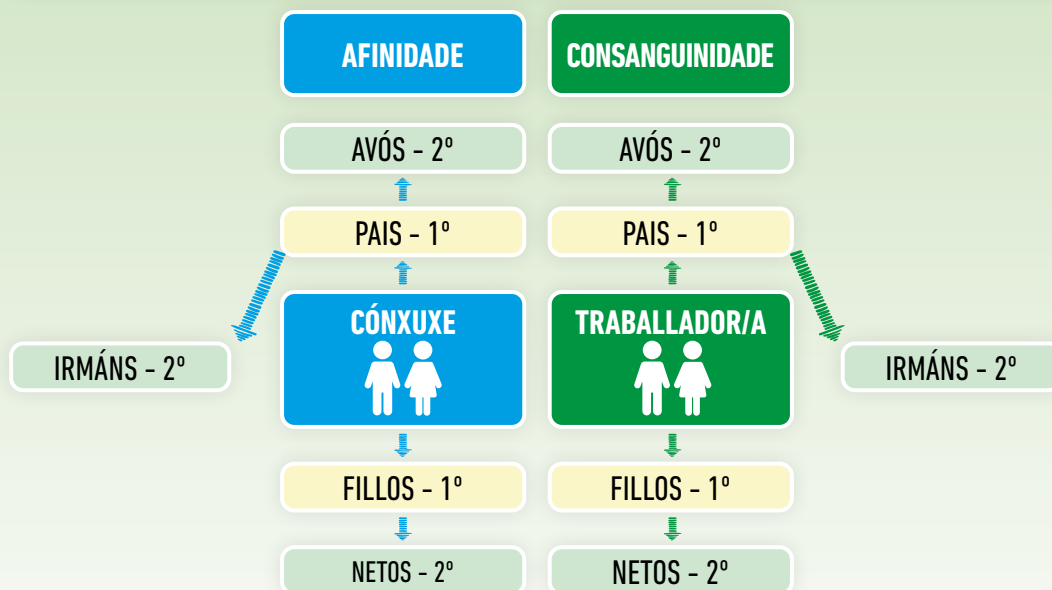 AFINIDADE
CONSANGUINIDADE
AVÓS – 2º
AVÓS – 2º
PAIS – 1º
PAIS – 1º
CÓNXUXE
TRABALLADOR/A
IRMÁNS – 2º
IRMÁNS – 2º
FILLOS – 1º
FILLOS – 1º
NETOS – 2º
NETOS – 2º